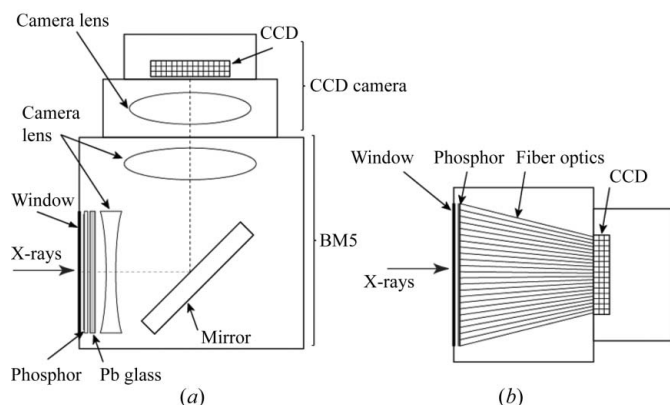 Camera lens
CCD
CCD camera
Camera
lens
Window
X-rays
BM5
Mirror
Phosphor
Pb glass
(a)
Window
Phosphor
Fiber optics
CCD
X-rays
(b)